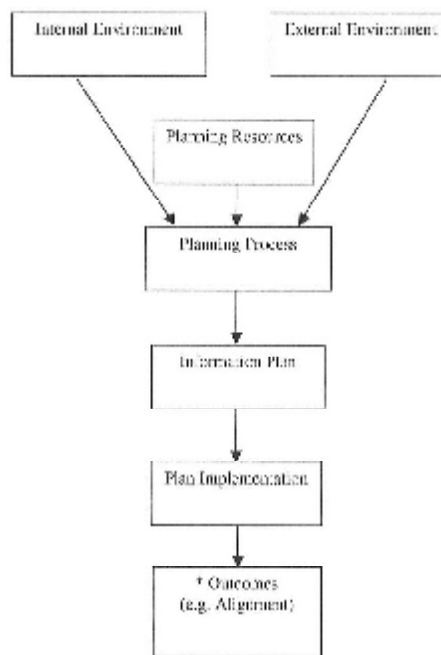 Internal Environment
External Environment
Planning Resources
Planning Process
Information Plan
Plan Implementation
* Outcomes
(e.g. Alignment)